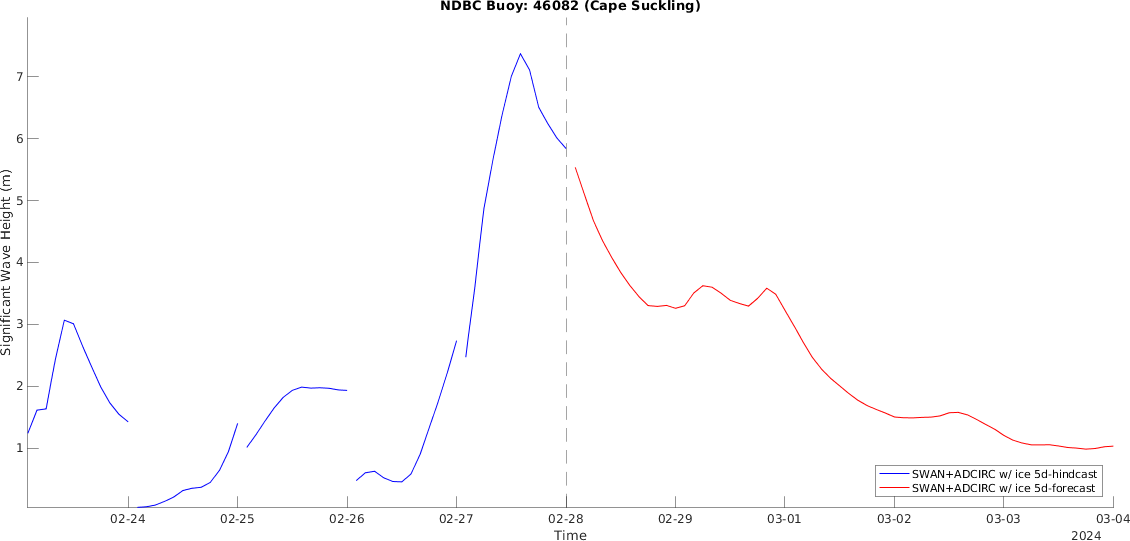 NDBC Buoy: 46082 (Cape Suckling)
7
6
5
4
3
2
1
Significant Wave Height (m)
SWAN+ADCIRC w/ ice 5d-hindcast
SWAN+ADCIRC w/ ice 5d-forecast
02-24 02-25 02-26 02-27 02-28 02-29 03-01 03-02 03-03 03-04
Time
2024